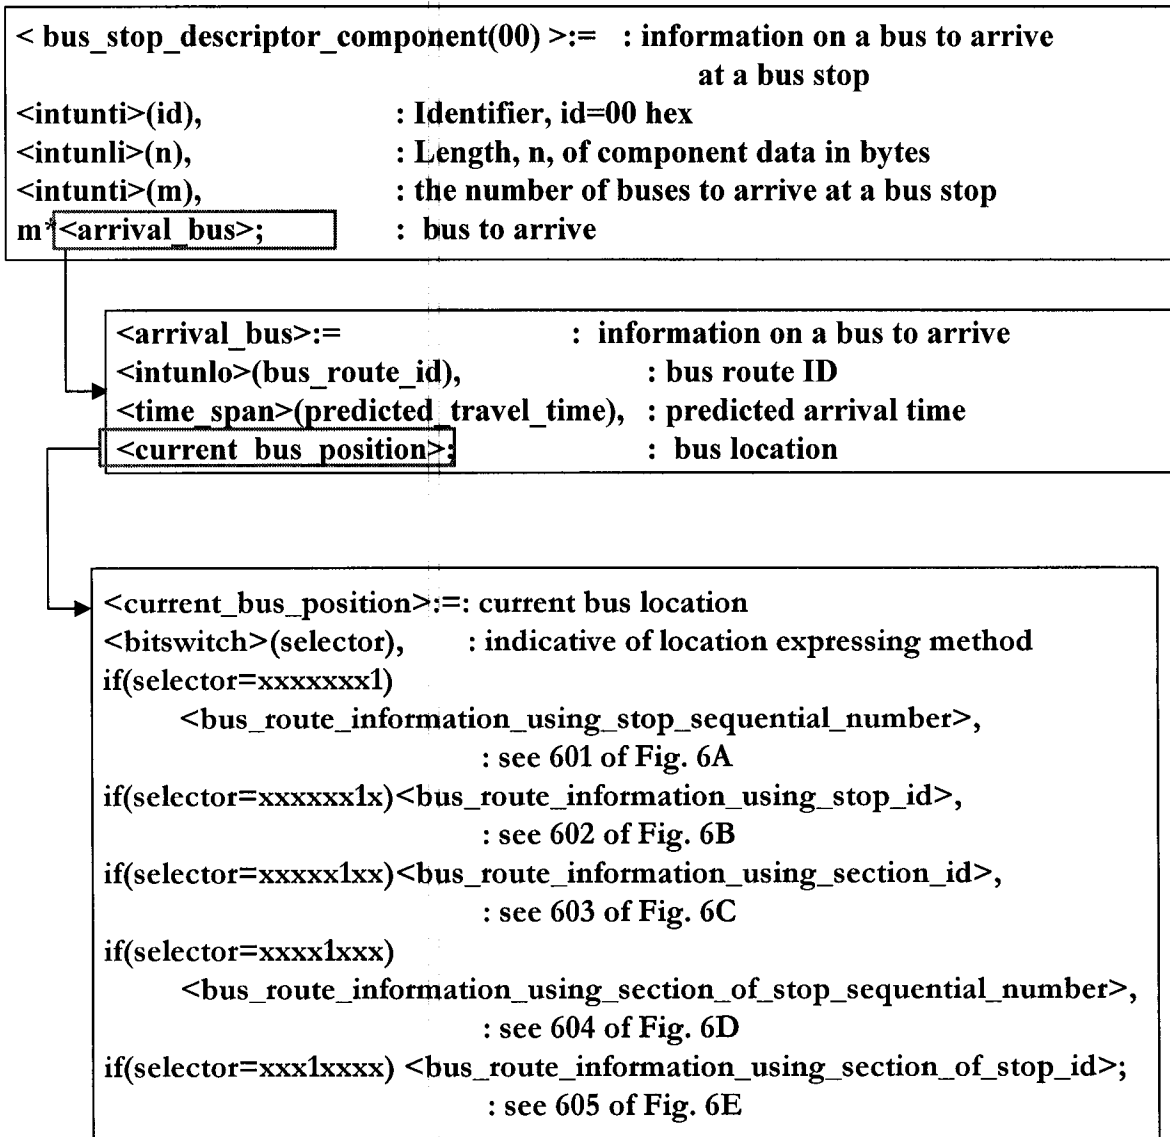 < bus_stop_descriptor_component(00) >:= : information on a bus to arrive
at a bus stop
<intunti>(id), : Identifier, id=00 hex
<intunli>(n), : Length, n, of component data in bytes
<intunti>(m), : the number of buses to arrive at a bus stop
m*<arrival_bus>; : bus to arrive
<arrival_bus>:= : information on a bus to arrive
<intunlo>(bus_route_id), : bus route ID
<time_span>(predicted_travel_time), : predicted arrival time
<current_bus_position>; : bus location
<current_bus_position>:=: current bus location
<bitswitch>(selector), : indicative of location expressing method
if(selector=xxxxxxx1)
<bus_route_information_using_stop_sequential_number>,
: see 601 of Fig. 6A
if(selector=xxxxxx1x)<bus_route_information_using_stop_id>,
: see 602 of Fig. 6B
if(selector=xxxxx1xx)<bus_route_information_using_section_id>,
: see 603 of Fig. 6C
if(selector=xxxx1xxx)
<bus_route_information_using_section_of_stop_sequential_number>,
: see 604 of Fig. 6D
if(selector=xxx1xxxx) <bus_route_information_using_section_of_stop_id>;
: see 605 of Fig. 6E